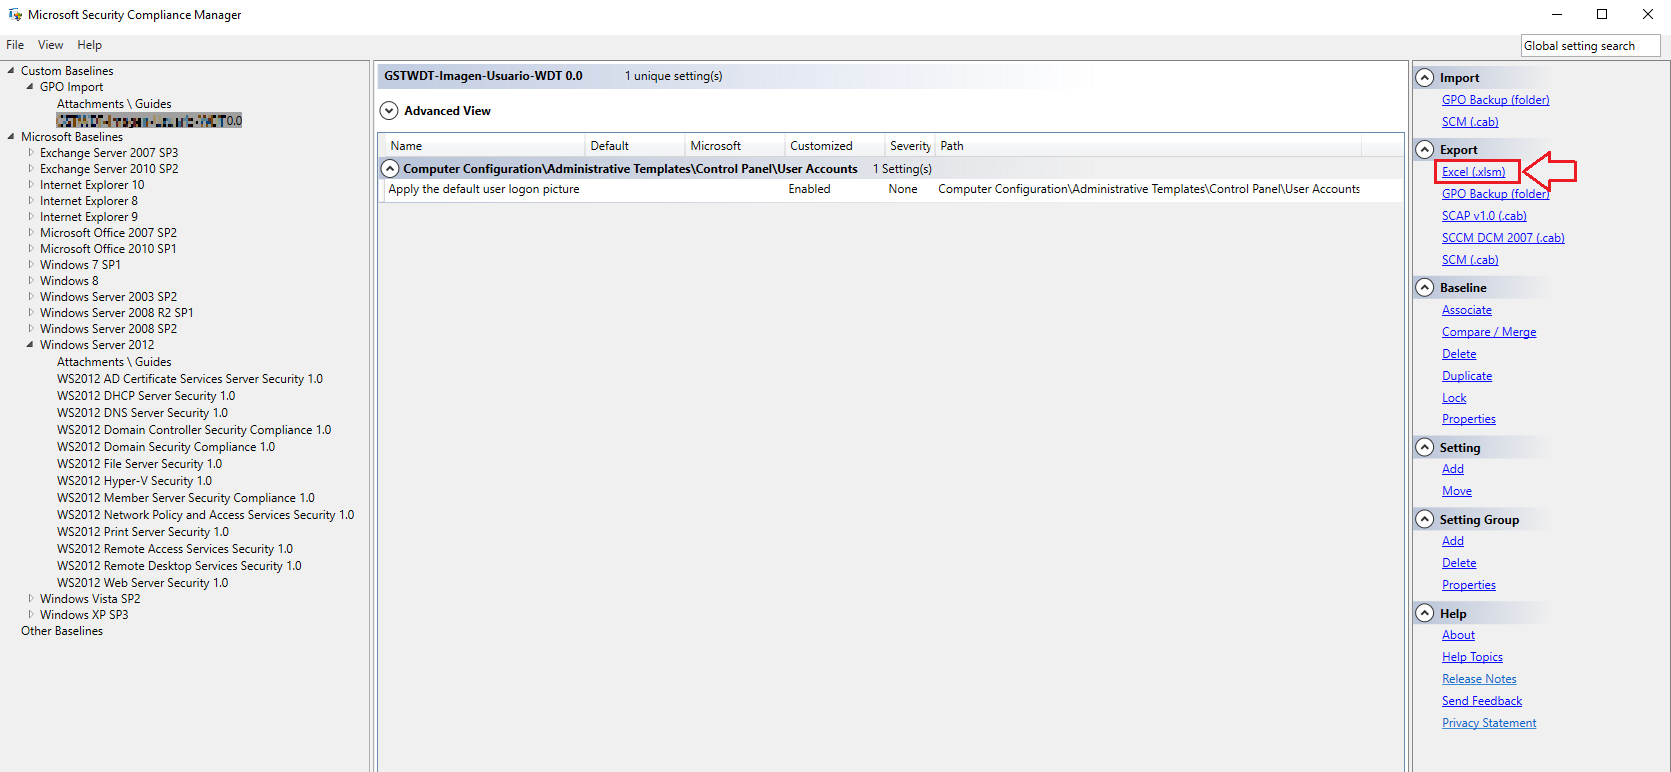 Microsoft Security Compliance Manager
File View Help
Global setting search
Custom Baselines
GPO Import
Attachments \ Guides
0.0
Microsoft Baselines
Exchange Server 2007 SP3
Exchange Server 2010 SP2
Internet Explorer 10
Internet Explorer 8
Internet Explorer 9
Microsoft Office 2007 SP2
Microsoft Office 2010 SP1
Windows 7 SP1
Windows 8
Windows Server 2003 SP2
Windows Server 2008 R2 SP1
Windows Server 2008 SP2
Windows Server 2012
Attachments \ Guides
WS2012 AD Certificate Services Server Security 1.0
WS2012 DHCP Server Security 1.0
WS2012 DNS Server Security 1.0
WS2012 Domain Controller Security Compliance 1.0
WS2012 Domain Security Compliance 1.0
WS2012 File Server Security 1.0
WS2012 Hyper-V Security 1.0
WS2012 Member Server Security Compliance 1.0
WS2012 Network Policy and Access Services Security 1.0
WS2012 Print Server Security 1.0
WS2012 Remote Access Services Security 1.0
WS2012 Remote Desktop Services Security 1.0
WS2012 Web Server Security 1.0
Windows Vista SP2
Windows XP SP3
Other Baselines
GSTWDT-Imagen-Usuario-WDT 0.0 1 unique setting(s)
Advanced View
Name Default Microsoft Customized Severity Path
Computer Configuration\Administrative Templates\Control Panel\User Accounts 1 Setting(s)
Apply the default user logon picture Enabled None Computer Configuration\Administrative Templates\Control Panel\User Accounts
Import
GPO Backup (folder)
SCM (.cab)
Export
Excel (.xlsm)
GPO Backup (folder)
SCAP v1.0 (.cab)
SCCM DCM 2007 (.cab)
SCM (.cab)
Baseline
Associate
Compare / Merge
Delete
Duplicate
Lock
Properties
Setting
Add
Move
Setting Group
Add
Delete
Properties
Help
About
Help Topics
Release Notes
Send Feedback
Privacy Statement